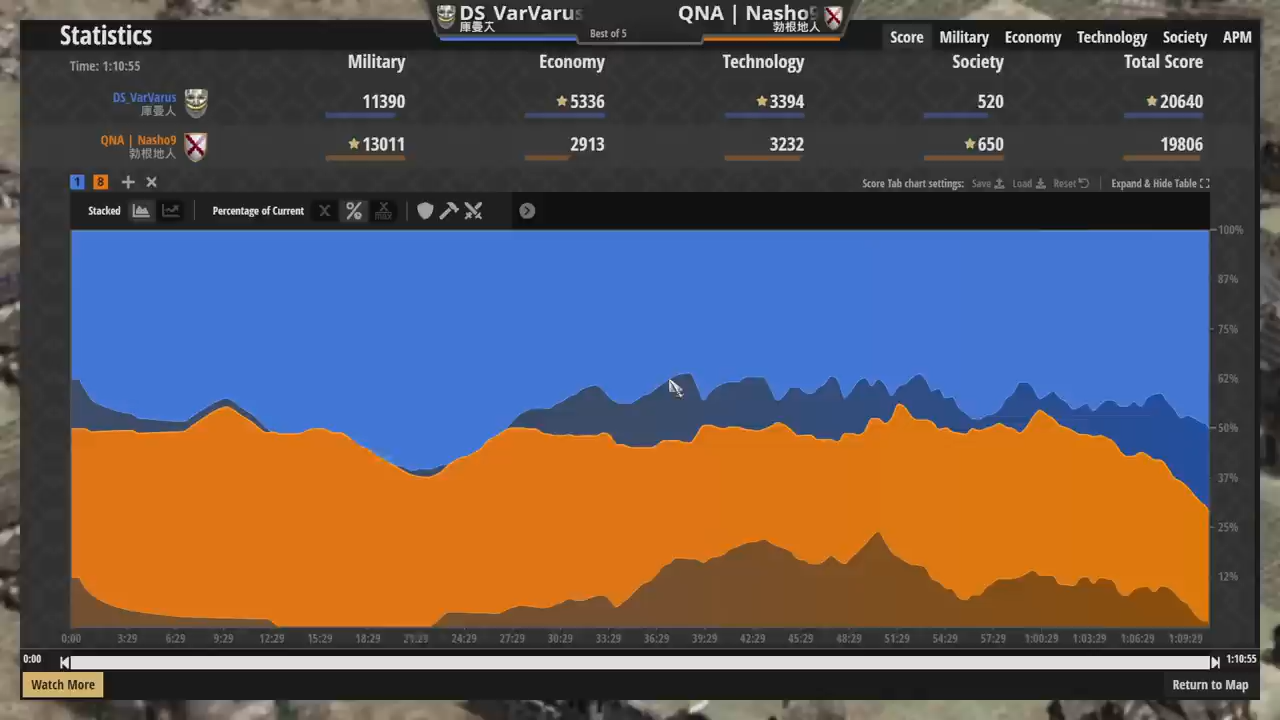 DS_VarVarus
庫曼人
Best of 5
QNA | Nasho9
勃根地人
Statistics
Score Military Economy Technology Society APM
Time: 1:10:55
Military Economy Technology Society Total Score
DS_VarVarus
庫曼人
11390 5336 3394 520 20640
QNA | Nasho9
勃根地人
13011 2913 3232 650 19806
1 8
Score Tab chart settings: Save Load Reset Expand & Hide Table
Stacked Percentage of Current X % X MAX
100%
87%
75%
62%
50%
37%
25%
12%
0:00 3:29 6:29 9:29 12:29 15:29 18:29 21:29 24:29 27:29 30:29 33:29 36:29 39:29 42:29 45:29 48:29 51:29 54:29 57:29 1:00:29 1:03:29 1:06:29 1:09:29
0:00 1:10:55
Watch More Return to Map